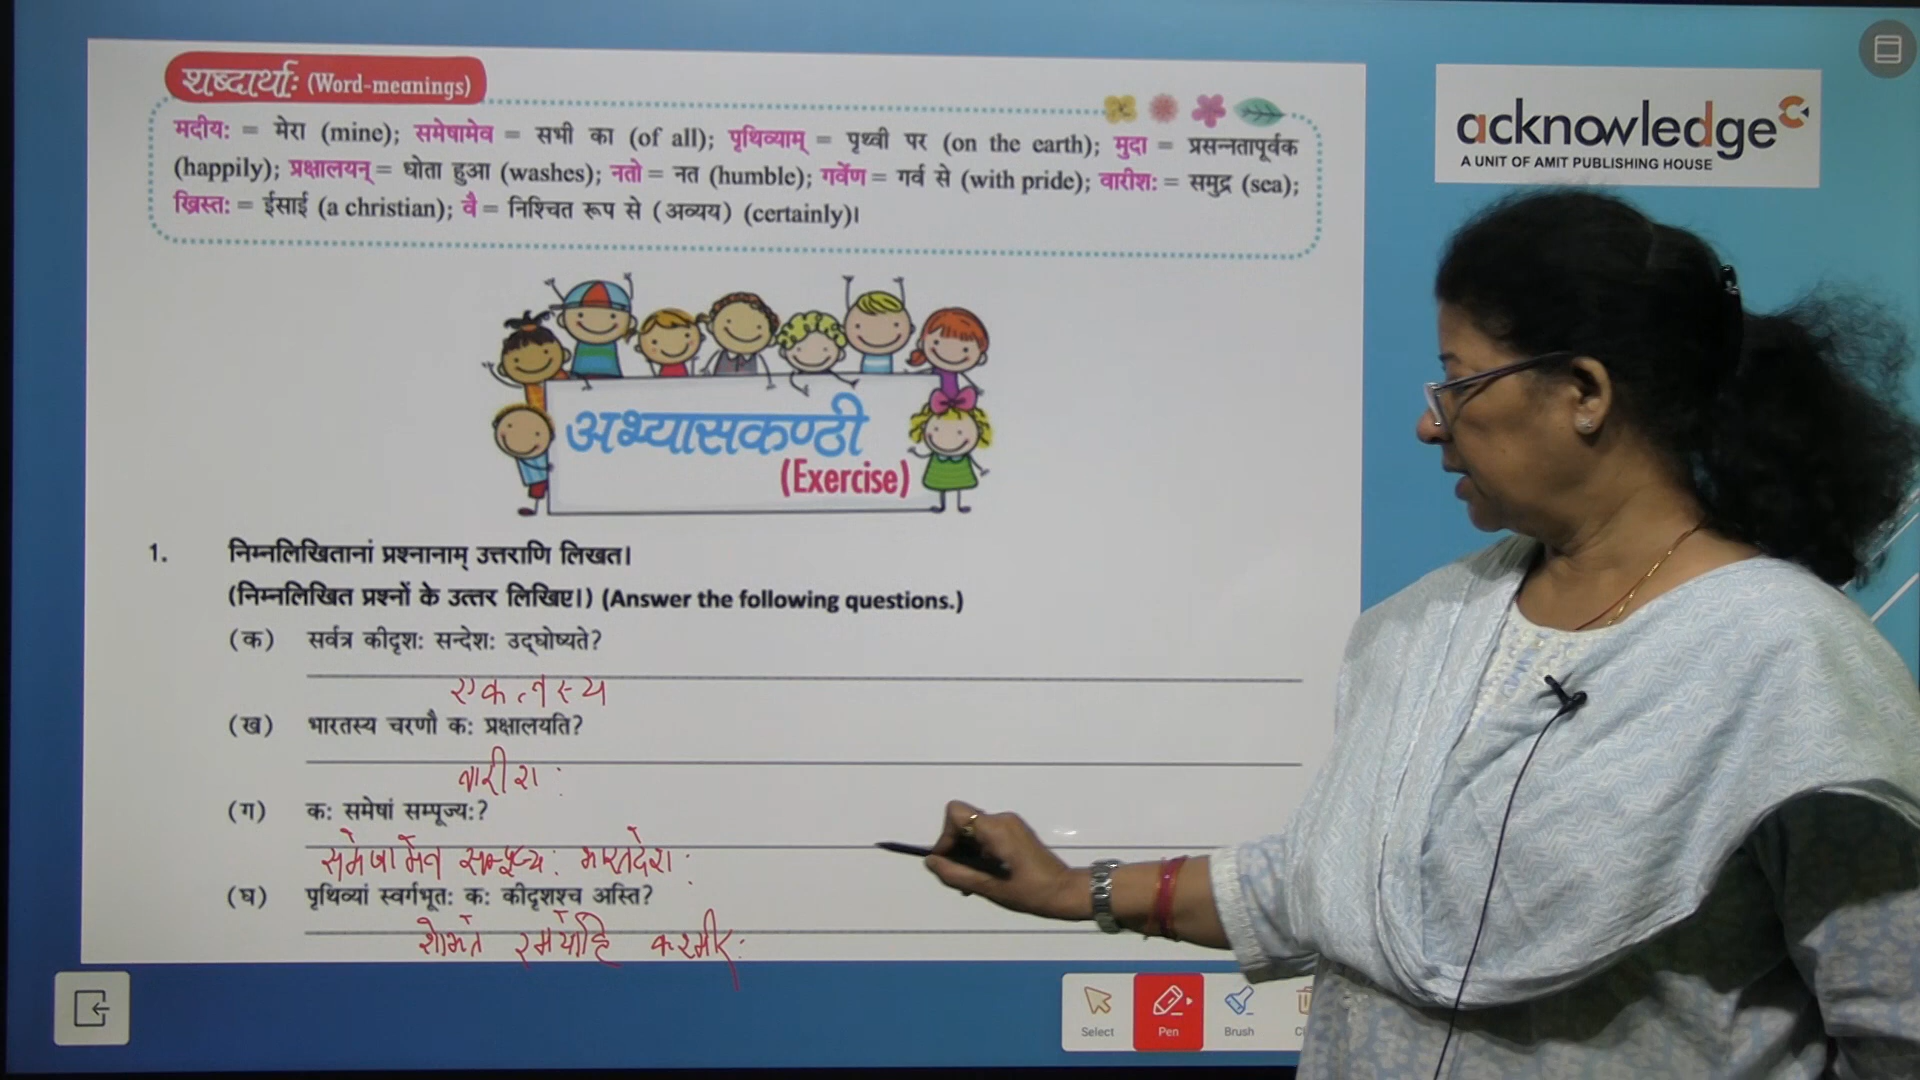 शब्दार्थाः (Word-meanings)
मदीयः = मेरा (mine); समेषामेव = सभी का (of all); पृथिव्याम् = पृथ्वी पर (on the earth); मुदा = प्रसन्नतापूर्वक
(happily); प्रक्षालयन् = धोता हुआ (washes); नतो = नत (humble); गर्वेण = गर्व से (with pride); वारीशः = समुद्र (sea);
ख्रिस्तः = ईसाई (a christian); वै = निश्चित रूप से (अव्यय) (certainly)।
acknowledge
A UNIT OF AMIT PUBLISHING HOUSE
अभ्यासकण्ठी
(Exercise)
1. निम्नलिखितानां प्रश्नानाम् उत्तराणि लिखत।
(निम्नलिखित प्रश्नों के उत्तर लिखिए।) (Answer the following questions.)
(क) सर्वत्र कीदृशः सन्देशः उद्घोष्यते?
एकत्वस्य
(ख) भारतस्य चरणौ कः प्रक्षालयति?
वारीशः
(ग) कः समेषां सम्पूज्यः?
समेषामेव सम्पूज्यः भारतदेशः
(घ) पृथिव्यां स्वर्गभूतः कः कीदृशश्च अस्ति?
शोभते कश्मीरः
Select
Pen
Brush